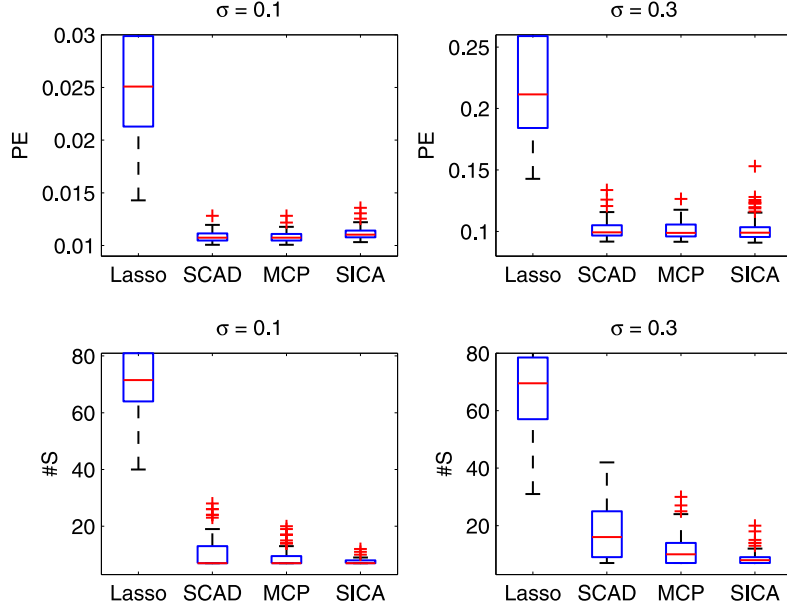 σ = 0.1
σ = 0.3
0.03
0.025
0.02
0.015
0.01
PE
Lasso SCAD MCP SICA
0.25
0.2
0.15
0.1
PE
Lasso SCAD MCP SICA
σ = 0.1
σ = 0.3
80
60
40
20
#S
Lasso SCAD MCP SICA
80
60
40
20
#S
Lasso SCAD MCP SICA